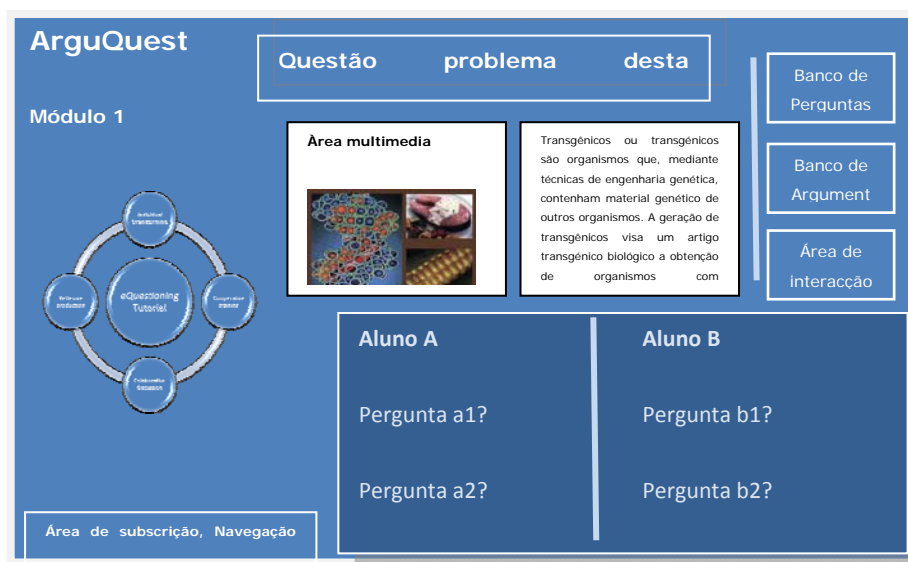 ArguQuest
Questão problema desta
Módulo 1
Àrea multimedia
Transgênicos ou transgénicos
são organismos que, mediante
técnicas de engenharia genética,
contenham material genético de
outros organismos. A geração de
transgênicos visa um artigo
transgénico biológico a obtenção
de organismos com
Banco de
Perguntas
Banco de
Argument
Área de
interacção
eQuestioning
Tutoriel
Aluno A
Aluno B
Pergunta a1?
Pergunta b1?
Pergunta a2?
Pergunta b2?
Área de subscrição, Navegação